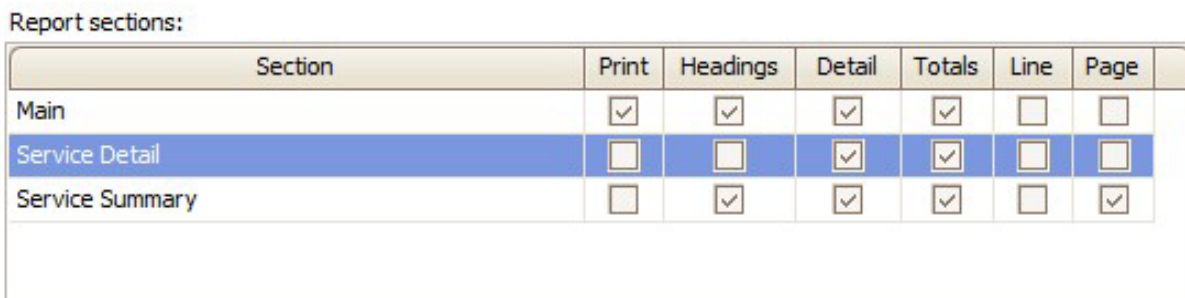 Report sections:
Section Print Headings Detail Totals Line Page
Main
Service Detail
Service Summary